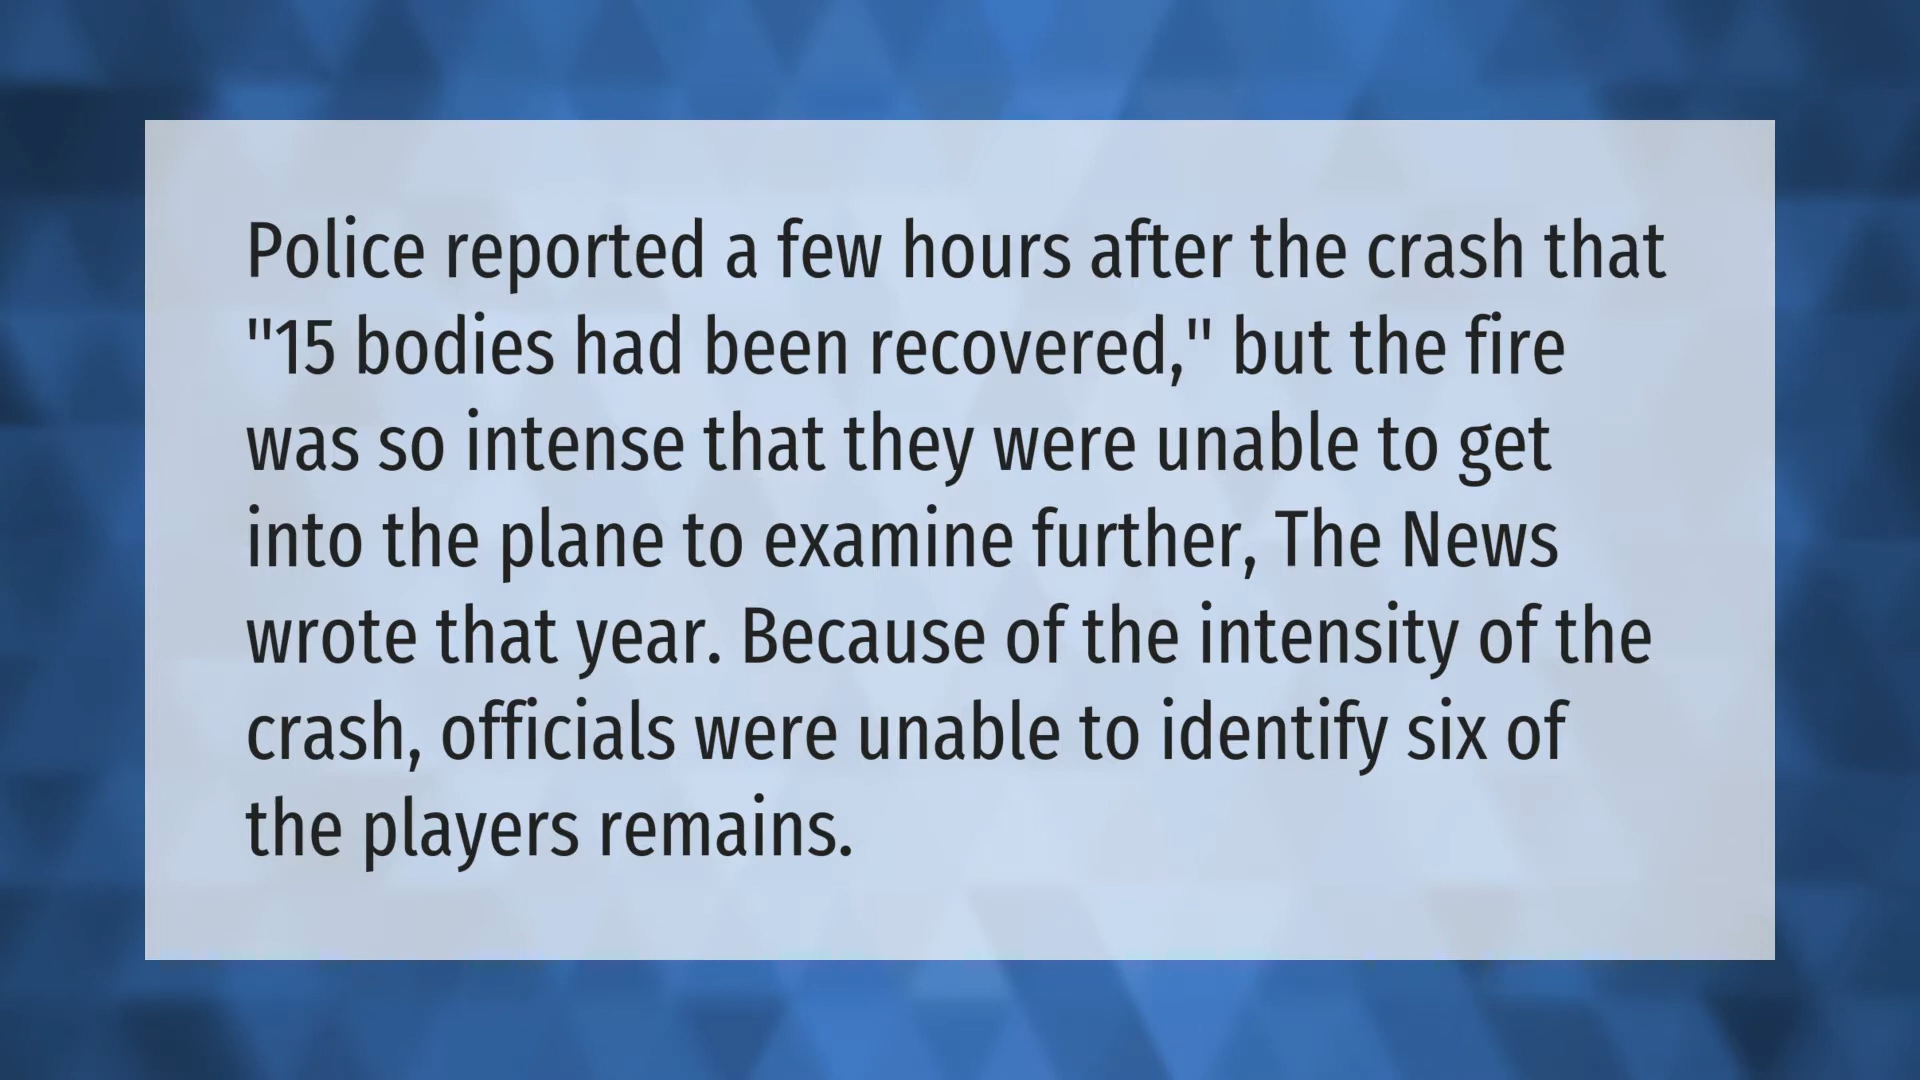 Police reported a few hours after the crash that
"15 bodies had been recovered," but the fire
was so intense that they were unable to get
into the plane to examine further, The News
wrote that year. Because of the intensity of the
crash, officials were unable to identify six of
the players remains.